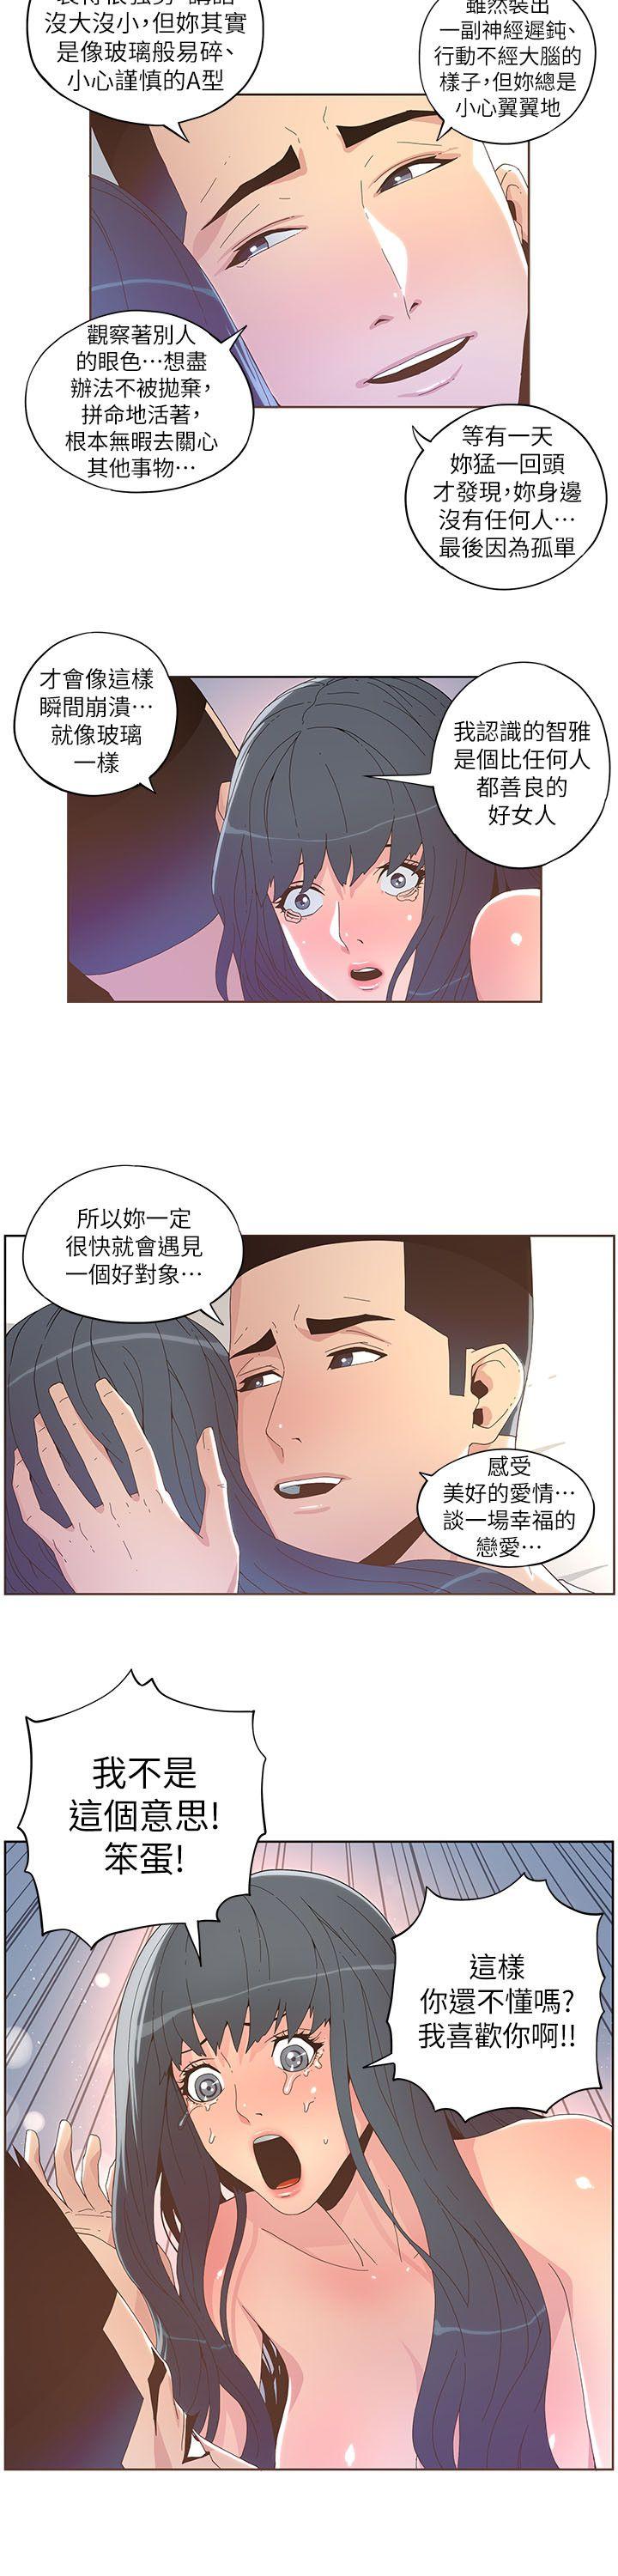 沒大沒小，但妳其實
是像玻璃般易碎、
小心謹慎的A型
雖然裝出
一副神經遲鈍、
行動不經大腦的
樣子，但妳總是
小心翼翼地
觀察著別人
的眼色⋯想盡
辦法不被拋棄，
拼命地活著，
根本無暇去關心
其他事物⋯
等有一天
妳猛一回頭
才發現，妳身邊
沒有任何人⋯
最後因為孤單
才會像這樣
瞬間崩潰⋯
就像玻璃
一樣
我認識的智雅
是個比任何人
都善良的
好女人
所以妳一定
很快就會遇見
一個好對象⋯
感受
美好的愛情⋯
談一場幸福的
戀愛⋯
我不是
這個意思!
笨蛋!
這樣
你還不懂嗎?
我喜歡你啊!!